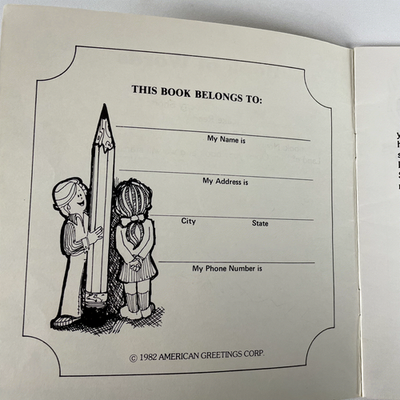 THIS BOOK BELONGS TO:
My Name is
My Address is
City State
My Phone Number is
© 1982 AMERICAN GREETINGS CORP.